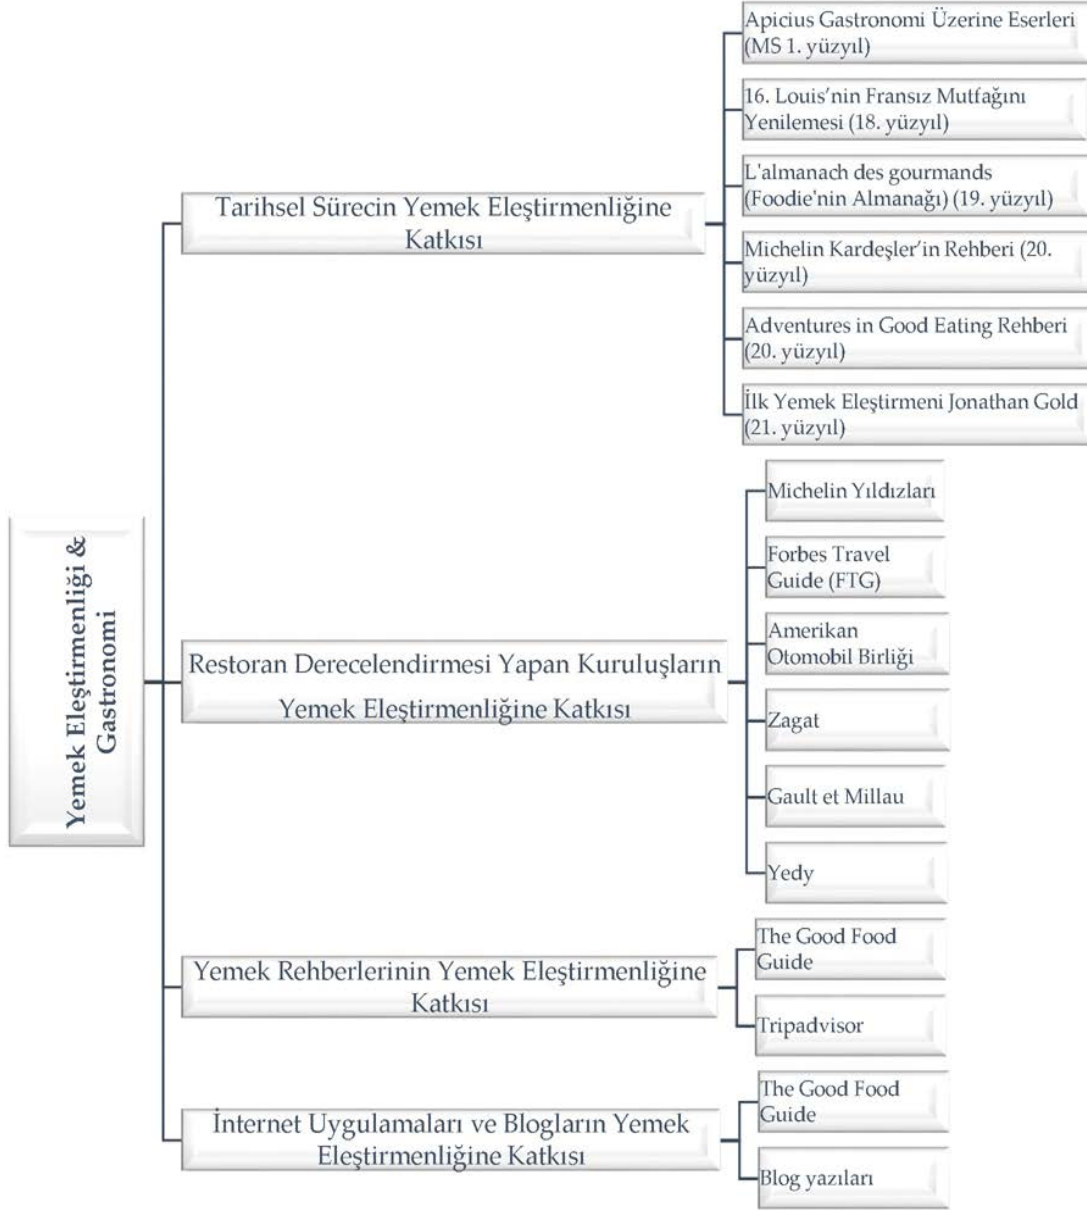 Yemek Eleştirmenliği &
Gastronomi
Tarihsel Sürecin Yemek Eleştirmenliğine
Katkısı
Apicius Gastronomi Üzerine Eserleri
(MS 1. yüzyıl)
16. Louis’nin Fransız Mutfağını
Yenilemesi (18. yüzyıl)
L'almanach des gourmands
(Foodie'nin Almanağı) (19. yüzyıl)
Michelin Kardeşler’in Rehberi (20.
yüzyıl)
Adventures in Good Eating Rehberi
(20. yüzyıl)
İlk Yemek Eleştirmeni Jonathan Gold
(21. yüzyıl)
Restoran Derecelendirmesi Yapan Kuruluşların
Yemek Eleştirmenliğine Katkısı
Michelin Yıldızları
Forbes Travel
Guide (FTG)
Amerikan
Otomobil Birliği
Zagat
Gault et Millau
Yedy
Yemek Rehberlerinin Yemek Eleştirmenliğine
Katkısı
The Good Food
Guide
Tripadvisor
İnternet Uygulamaları ve Blogların Yemek
Eleştirmenliğine Katkısı
The Good Food
Guide
Blog yazıları